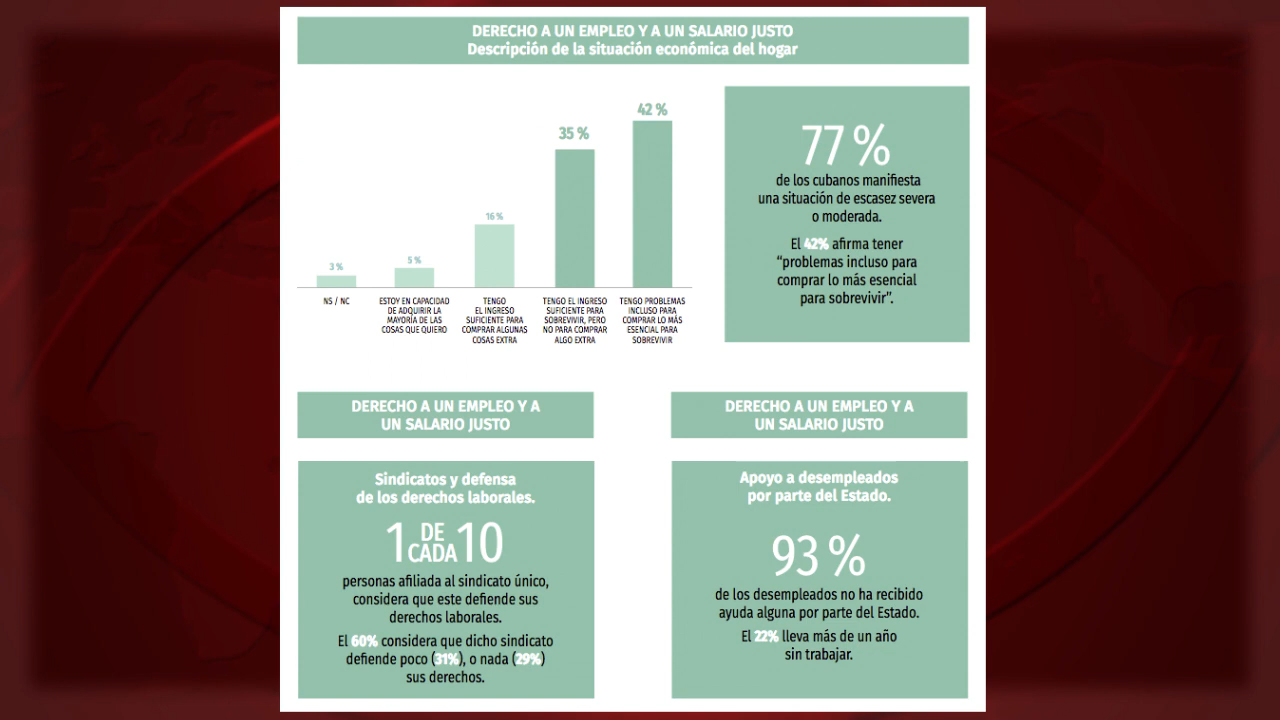 DERECHO A UN EMPLEO Y A UN SALARIO JUSTO
Descripción de la situación económica del hogar
3 %
5 %
16 %
35 %
42 %
NS / NC
ESTOY EN CAPACIDAD
DE ADQUIRIR LA
MAYORÍA DE LAS
COSAS QUE QUIERO
TENGO
EL INGRESO
SUFICIENTE PARA
COMPRAR ALGUNAS
COSAS EXTRA
TENGO EL INGRESO
SUFICIENTE PARA
SOBREVIVIR, PERO
NO PARA COMPRAR
ALGO EXTRA
TENGO PROBLEMAS
INCLUSO PARA
COMPRAR LO MÁS
ESENCIAL PARA
SOBREVIVIR
77 %
de los cubanos manifiesta
una situación de escasez severa
o moderada.
El 42% afirma tener
“problemas incluso para
comprar lo más esencial
para sobrevivir”.
DERECHO A UN EMPLEO Y A
UN SALARIO JUSTO
Sindicatos y defensa
de los derechos laborales.
1 DE CADA 10
personas afiliada al sindicato único,
considera que este defiende sus
derechos laborales.
El 60% considera que dicho sindicato
defiende poco (31%), o nada (29%)
sus derechos.
DERECHO A UN EMPLEO Y A
UN SALARIO JUSTO
Apoyo a desempleados
por parte del Estado.
93 %
de los desempleados no ha recibido
ayuda alguna por parte del Estado.
El 22% lleva más de un año
sin trabajar.